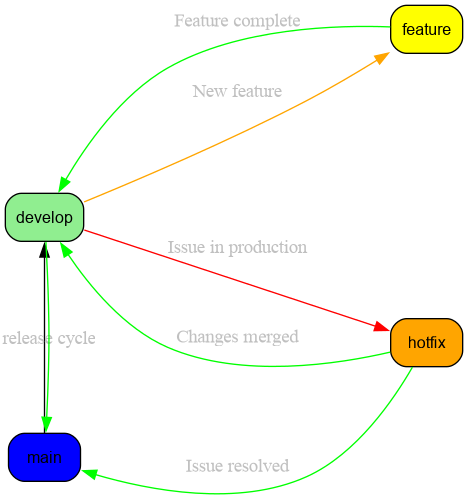 Feature complete
feature
New feature
develop
Issue in production
release cycle
Changes merged
hotfix
main
Issue resolved